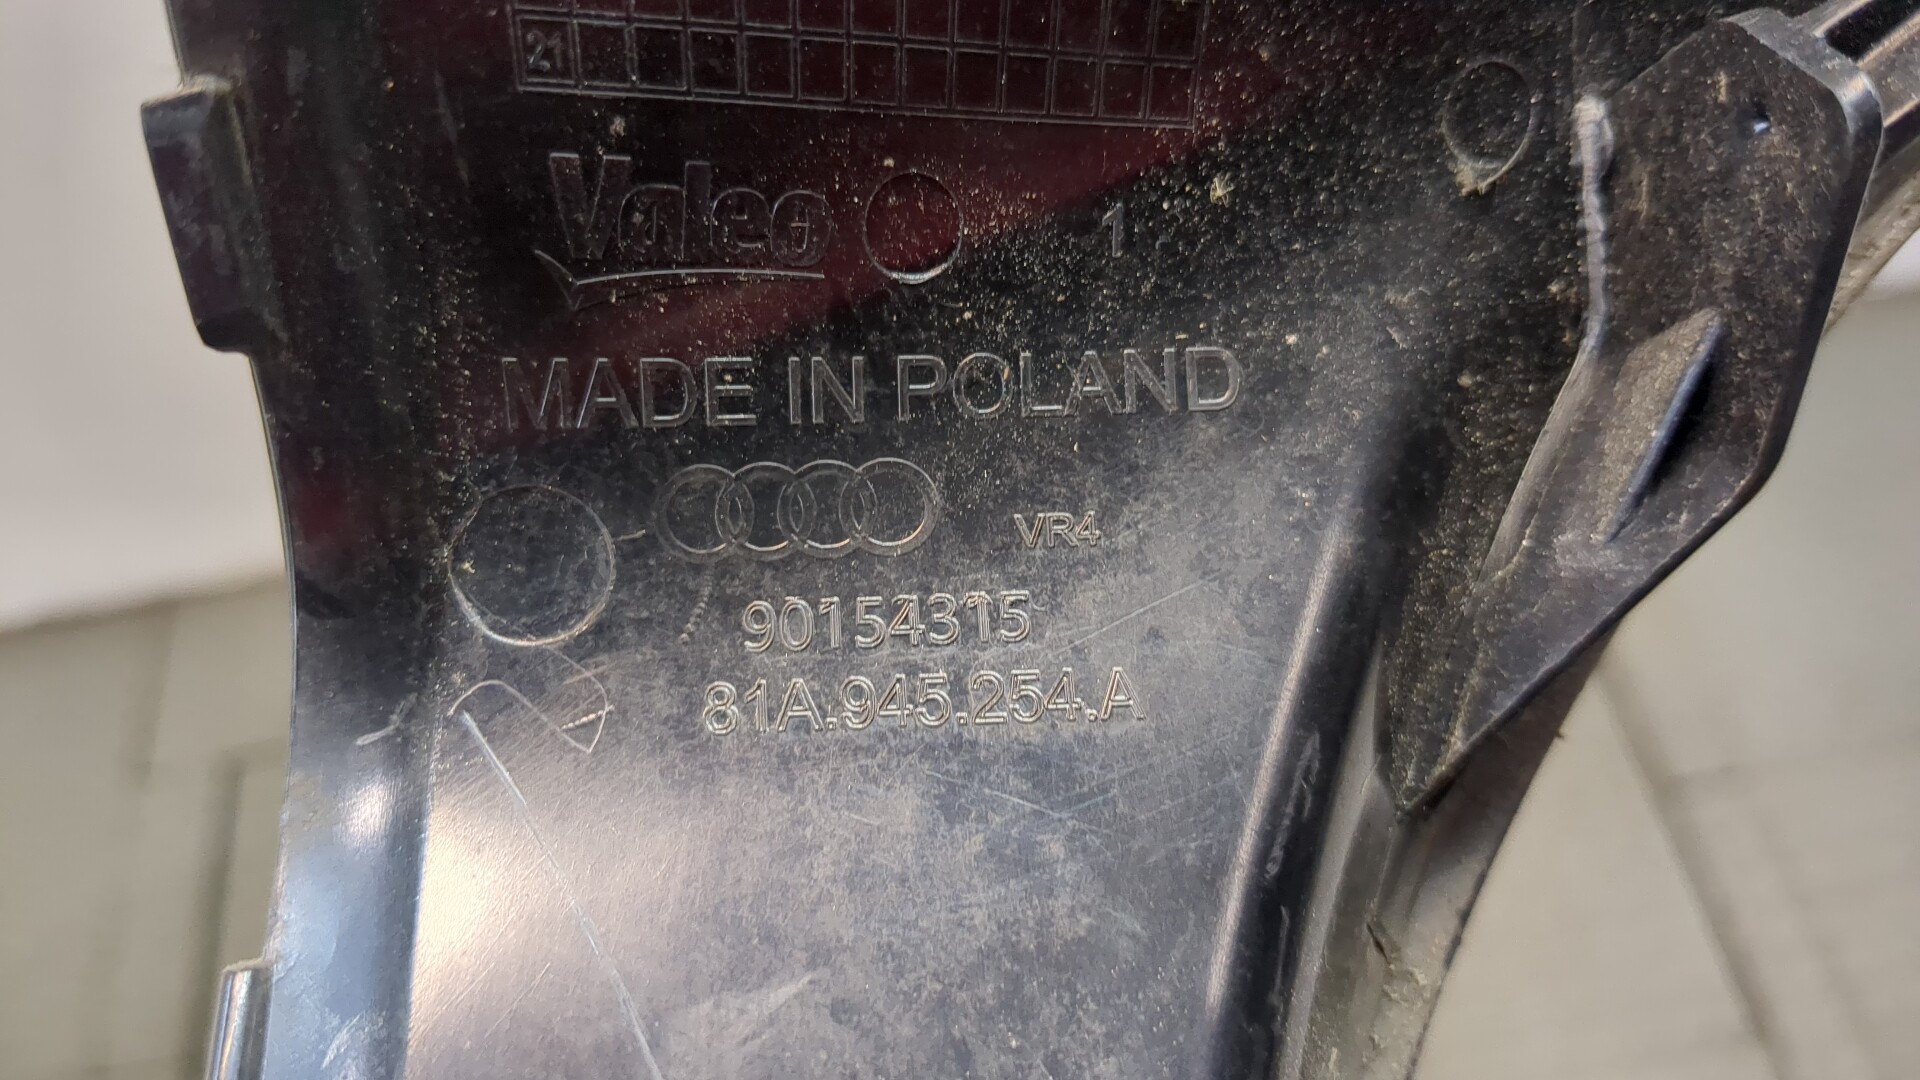 21
Valeo
1
MADE IN POLAND
VR4
90154315
81A.945.254.A